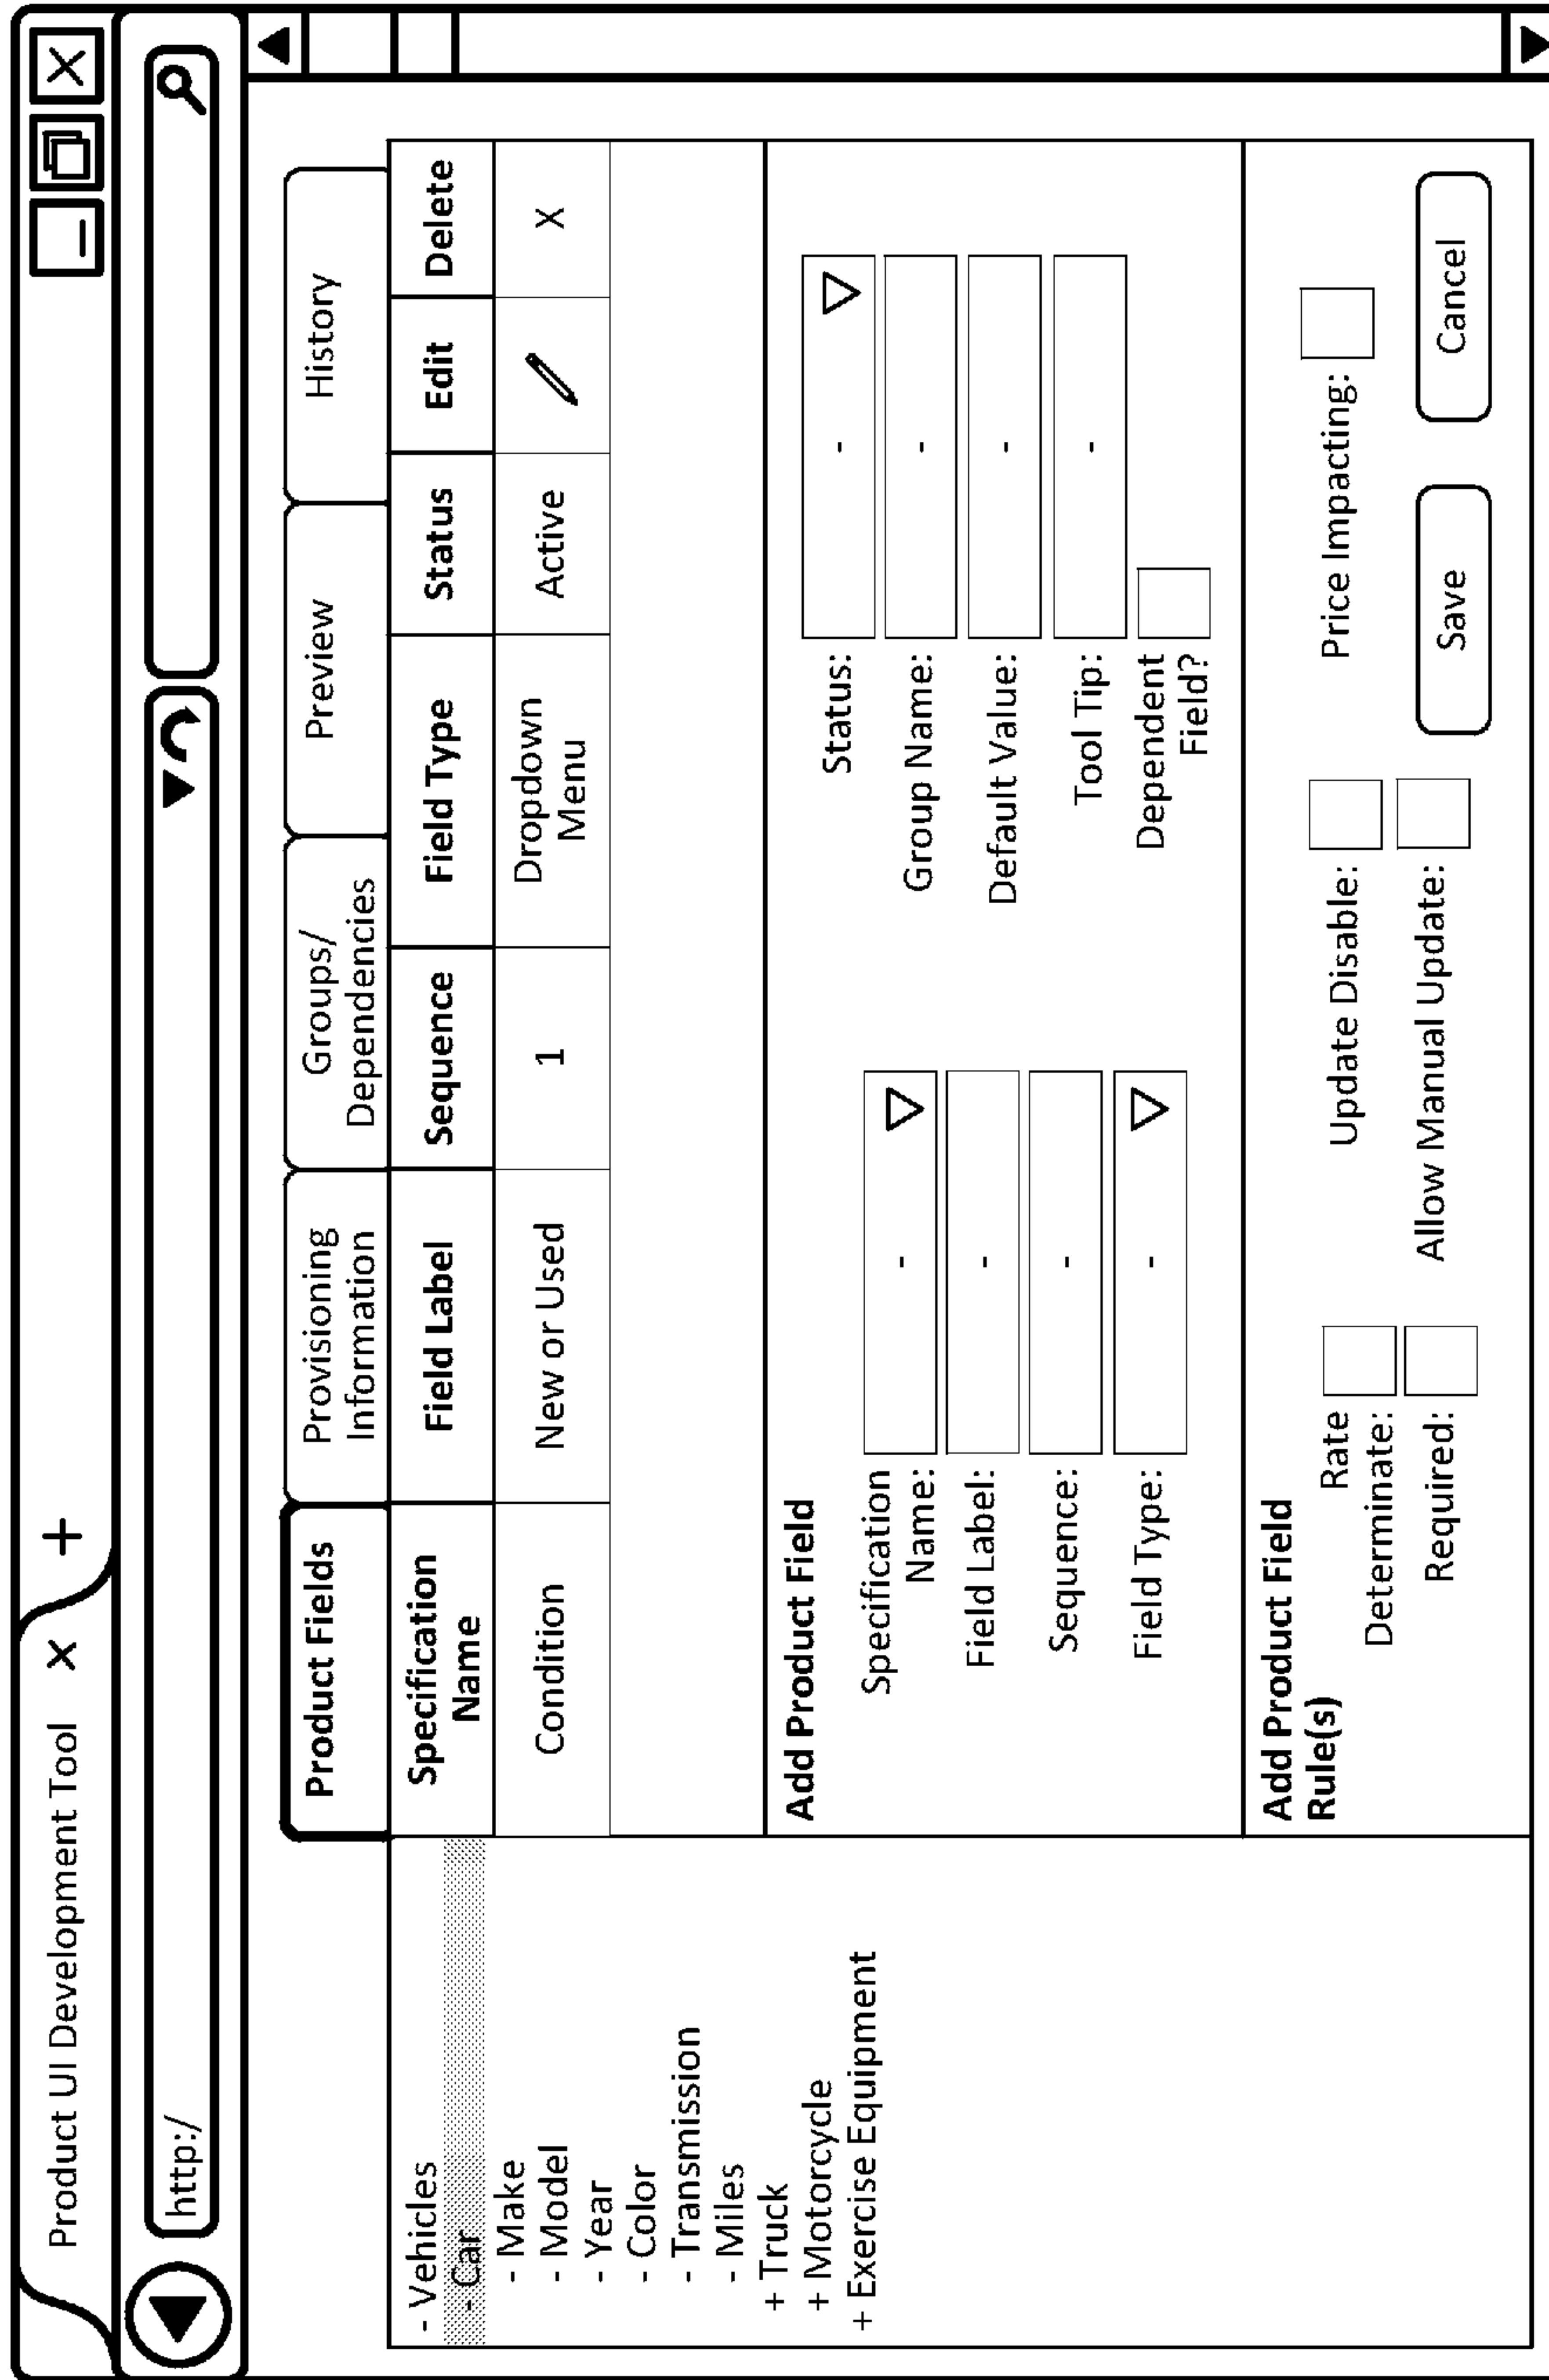 Product UI Development Tool x +
http:/
Product Fields
Provisioning
Information
Groups/
Dependencies
Preview
History
- Vehicles
- Car
- Make
- Model
- Year
- Color
- Transmission
- Miles
+ Truck
+ Motorcycle
+ Exercise Equipment
Specification
Name
Field Label
Sequence
Field Type
Status
Edit
Delete
Condition
New or Used
1
Dropdown
Menu
Active
X
Add Product Field
Specification
Name:
-
Field Label:
-
Sequence:
-
Field Type:
-
Status:
-
Group Name:
-
Default Value:
-
Tool Tip:
-
Dependent
Field?
Add Product Field
Rule(s)
Rate
Determinate:
Required:
Update Disable:
Allow Manual Update:
Price Impacting:
Save
Cancel